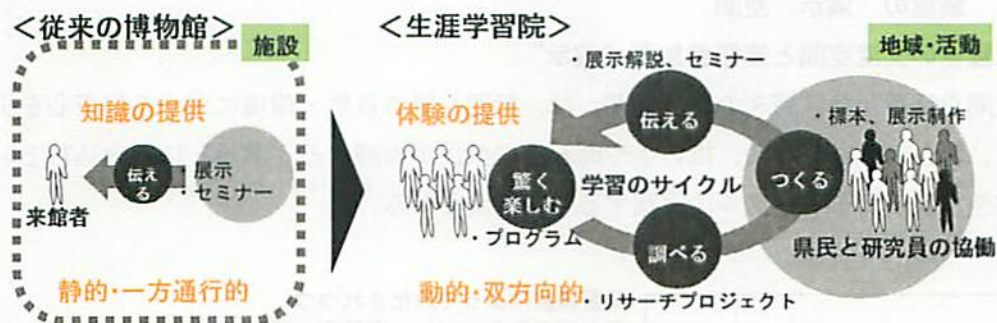 <従来の博物館>
施設
知識の提供
伝え
る
・展示
・セミナー
来館者
静的・一方通行的
<生涯学習院>
地域・活動
・展示解説、セミナー
体験の提供
伝える
・標本、展示制作
驚く
楽しむ
学習のサイクル
つくる
・プログラム
調べる
県民と研究員の協働
動的・双方向的
・リサーチプロジェクト